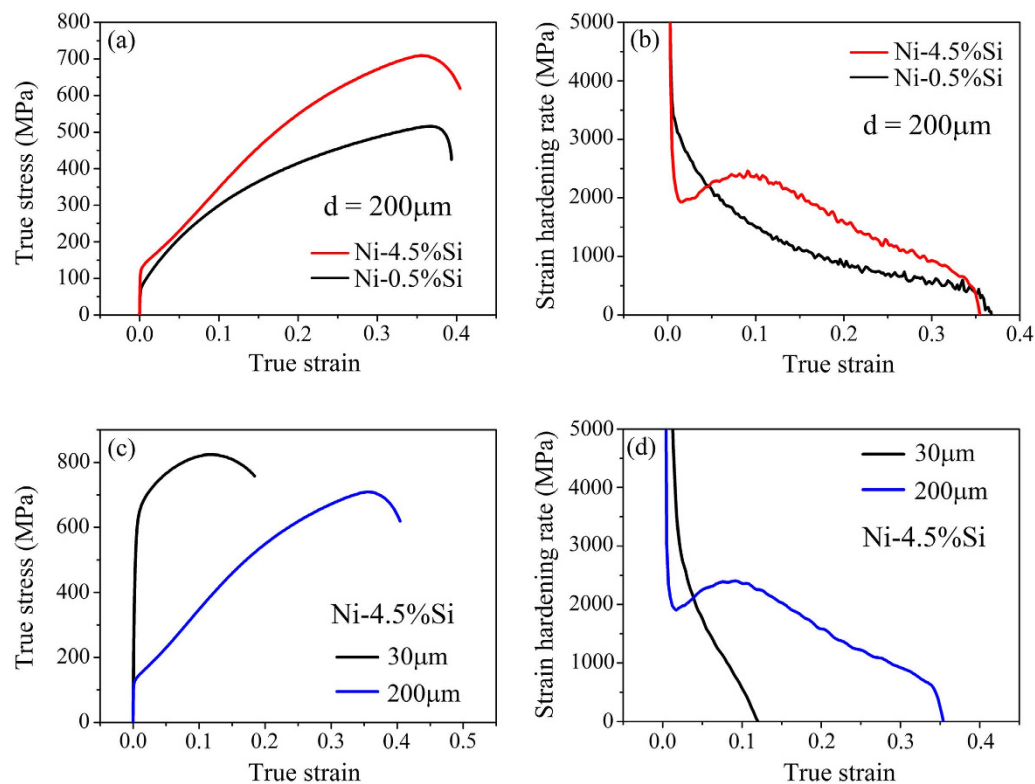 (a)
Ni-4.5%Si
Ni-0.5%Si
d = 200μm
True stress (MPa)
0
100
200
300
400
500
600
700
800
0.0
0.1
0.2
0.3
0.4
True strain
(b)
Ni-4.5%Si
Ni-0.5%Si
d = 200μm
Strain hardening rate (MPa)
0
1000
2000
3000
4000
5000
0.0
0.1
0.2
0.3
0.4
True strain
(c)
Ni-4.5%Si
30μm
200μm
True stress (MPa)
0
200
400
600
800
0.0
0.1
0.2
0.3
0.4
0.5
True strain
(d)
30μm
200μm
Ni-4.5%Si
Strain hardening rate (MPa)
0
1000
2000
3000
4000
5000
0.0
0.1
0.2
0.3
0.4
True strain